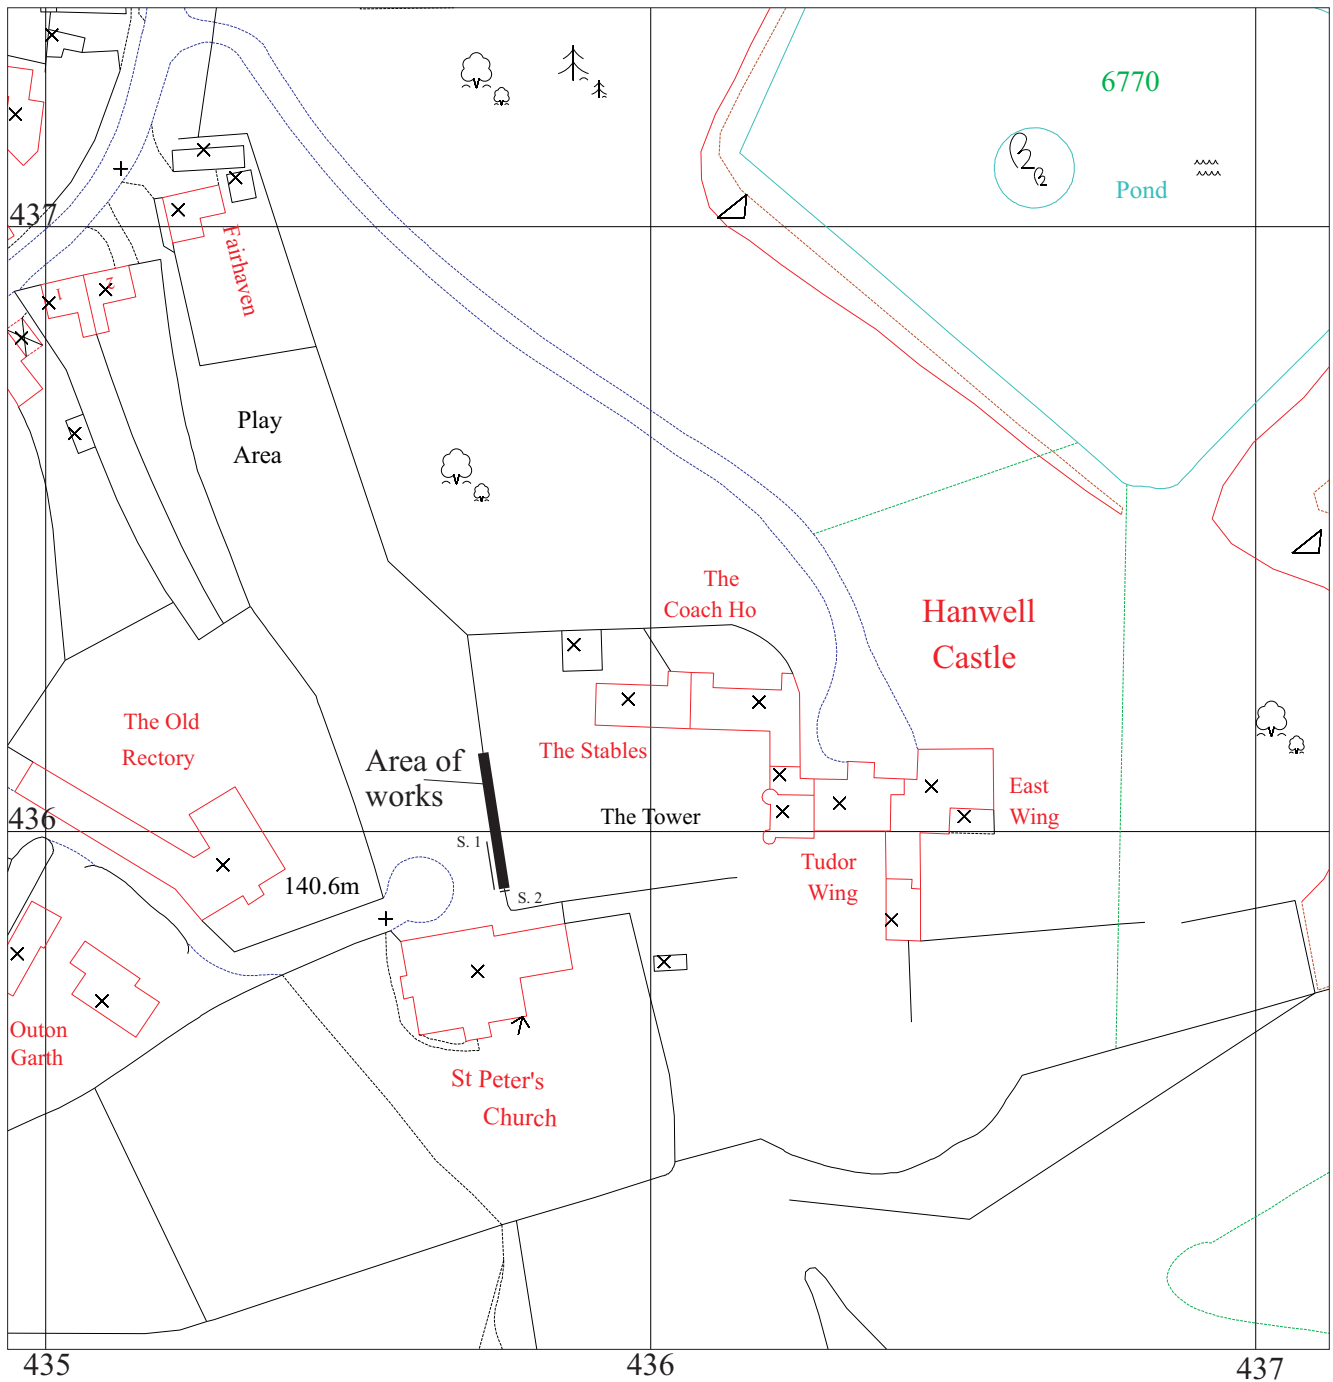 6770
Pond
437
Fairhaven
1
2
Play
Area
The
Coach Ho
Hanwell
Castle
The Old
Rectory
Area of
works
The Stables
East
Wing
436
The Tower
S. 1
Tudor
Wing
140.6m
S. 2
Outon
Garth
St Peter's
Church
435
436
437